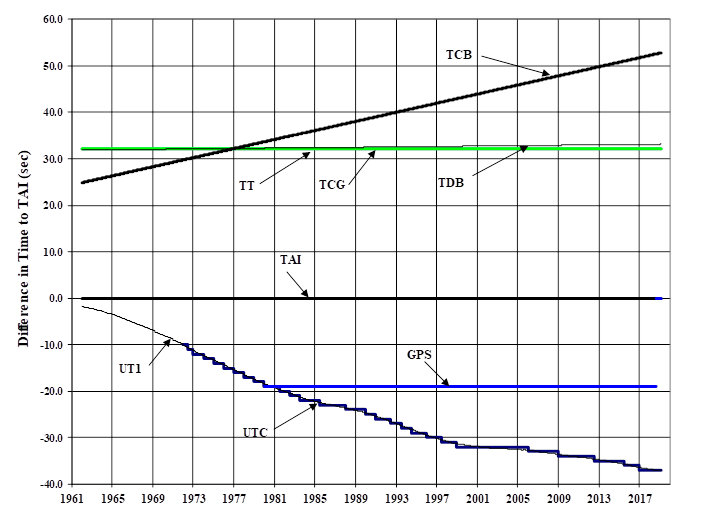 60.0
50.0
40.0
30.0
20.0
10.0
0.0
-10.0
-20.0
-30.0
-40.0
Difference in Time to TAI (sec)
TCB
TT
TCG
TDB
TAI
UT1
GPS
UTC
1961 1965 1969 1973 1977 1981 1985 1989 1993 1997 2001 2005 2009 2013 2017